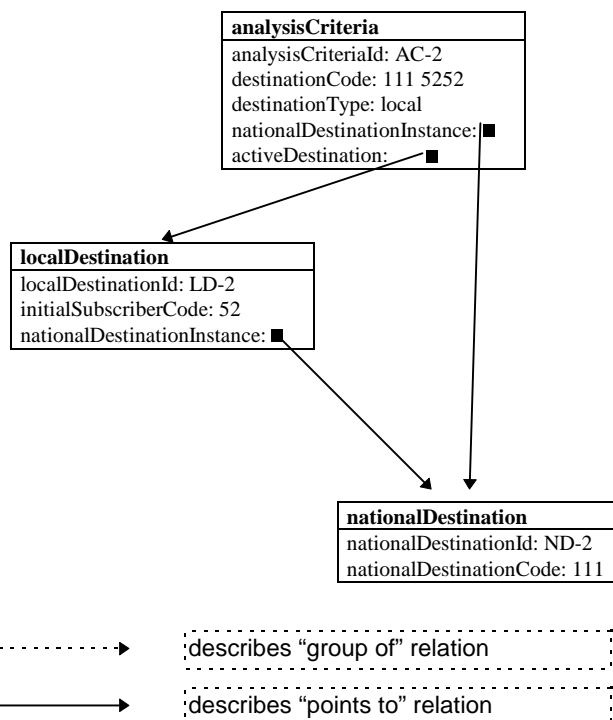 analysisCriteria
analysisCriteriaId: AC-2
destinationCode: 111 5252
destinationType: local
nationalDestinationInstance:
activeDestination:
localDestination
localDestinationId: LD-2
initialSubscriberCode: 52
nationalDestinationInstance:
nationalDestination
nationalDestinationId: ND-2
nationalDestinationCode: 111
describes “group of” relation
describes “points to” relation